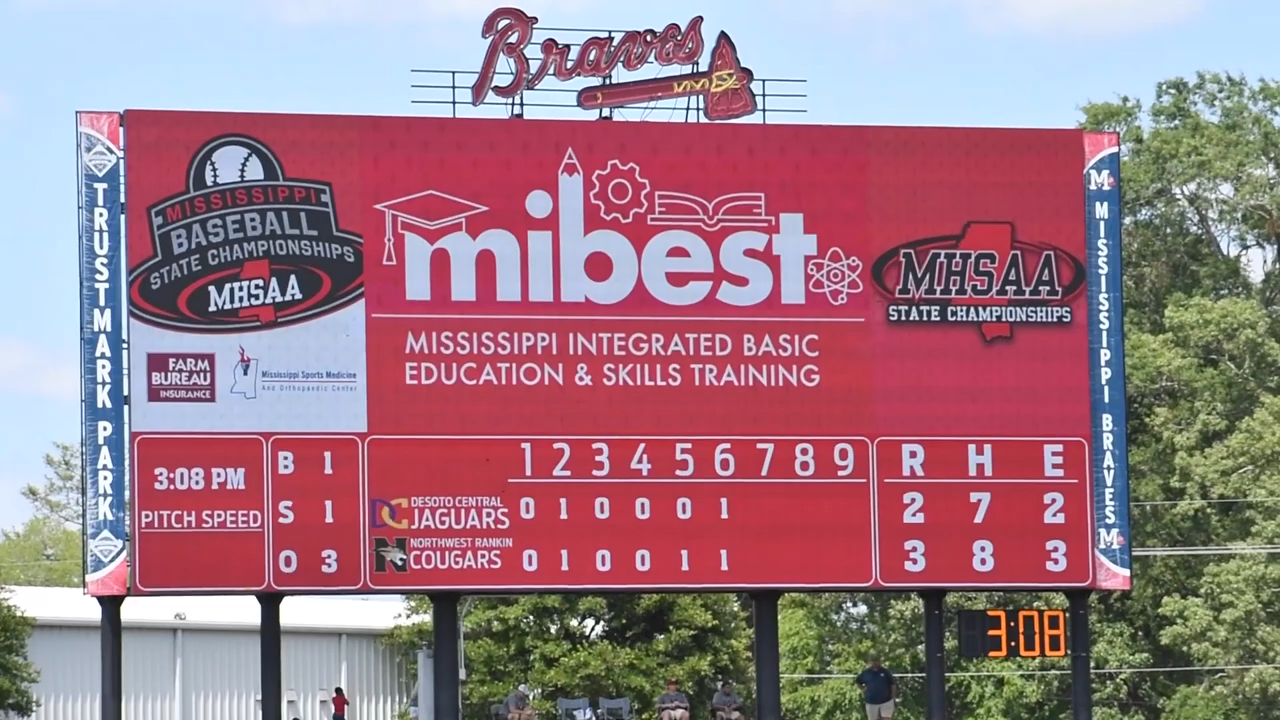 Braves
MISSISSIPPI
BASEBALL
STATE CHAMPIONSHIPS
MHSAA
FARM
BUREAU
INSURANCE
Mississippi Sports Medicine
And Orthopaedic Center
mibest
MISSISSIPPI INTEGRATED BASIC
EDUCATION & SKILLS TRAINING
MHSAA
STATE CHAMPIONSHIPS
TRUSTMARK PARK
M MISSISSIPPI BRAVES M
3:08 PM
PITCH SPEED
B 1
S 1
O 3
1 2 3 4 5 6 7 8 9 R H E
DC DESOTO CENTRAL
JAGUARS 0 1 0 0 0 1 2 7 2
N NORTHWEST RANKIN
COUGARS 0 1 0 0 1 1 3 8 3
3:08